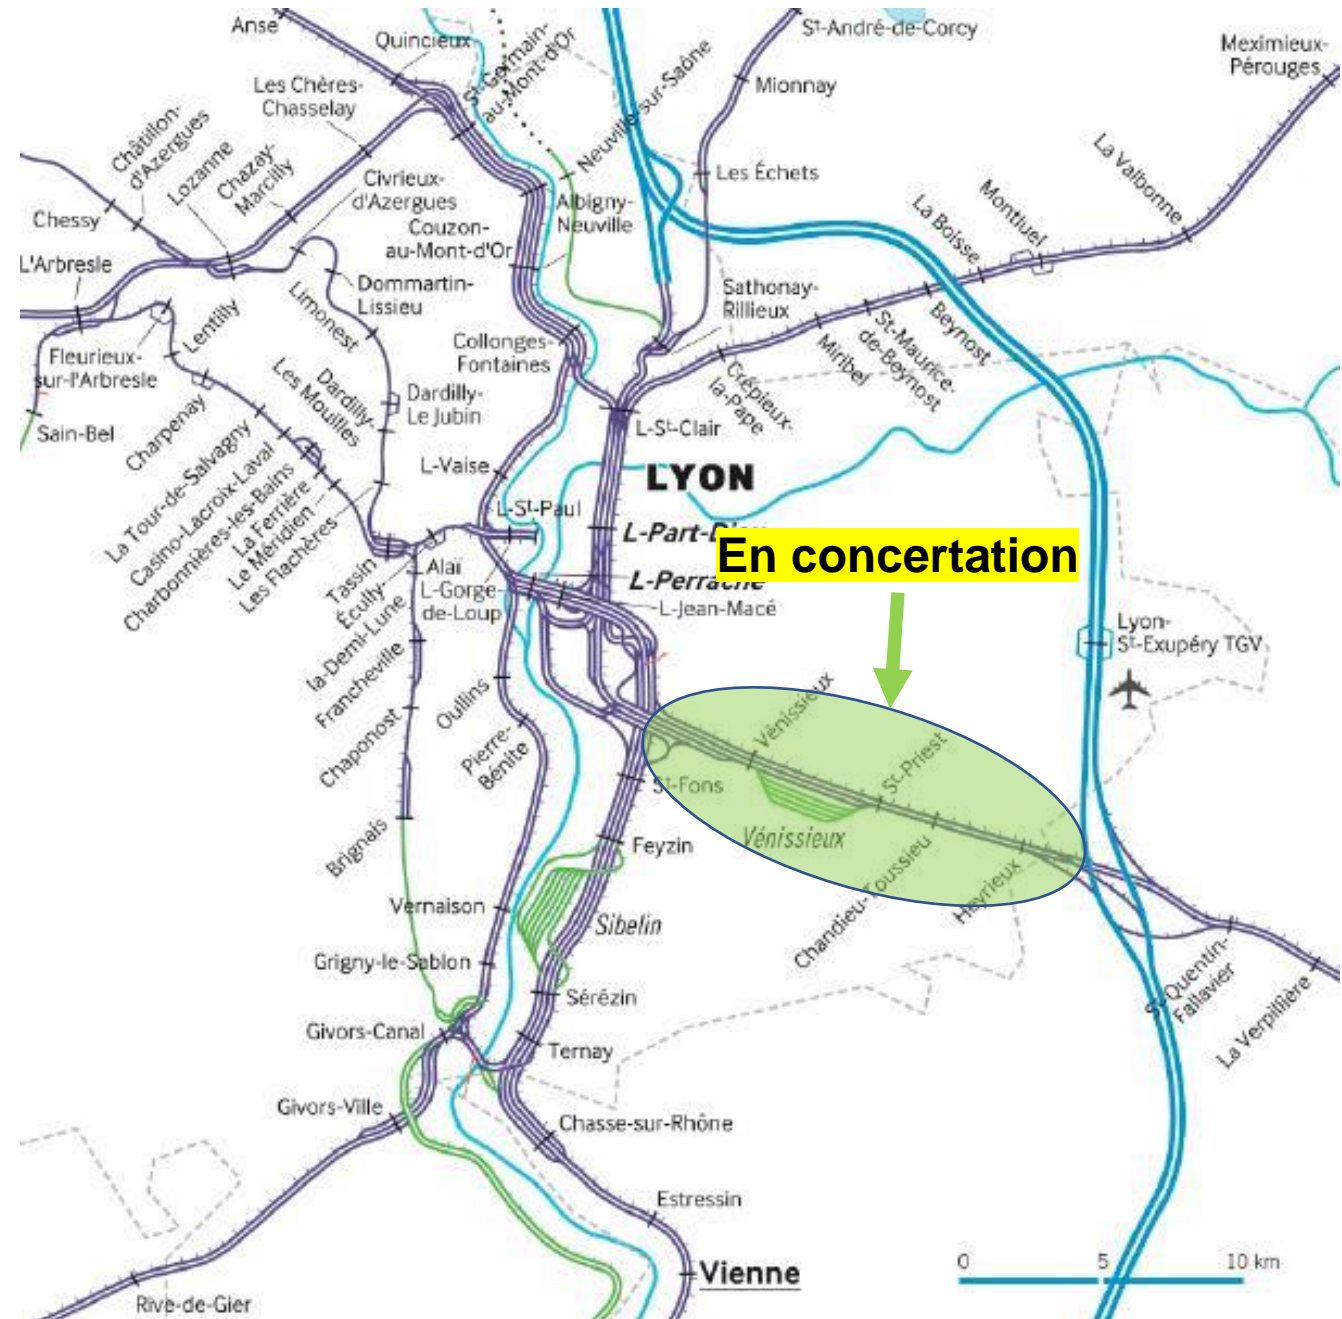 Anse
Quincieux
St-Germain-
au-Mont-d'Or
St-André-de-Corcy
Meximieux-
Pérouges
Les Chères-
Chasselay
Neuville-sur-Saône
Mionnay
Châtillon-
d'Azergues
Lozanne
Chazay-
Marcilly
Civrieux-
d'Azergues
Albigny-
Neuville
Les Échets
La Valbonne
Montluel
La Boisse
Chessy
Couzon-
au-Mont-d'Or
L'Arbresle
Limonest
Dommartin-
Lissieu
Sathonay-
Rillieux
Beynost
St-Maurice-
de-Beynost
Miribel
Crépieux-
la-Pape
Fleurieux-
sur-l'Arbresle
Lentilly
Collonges-
Fontaines
Les Mouilles
Dardilly-
Dardilly-
Le Jubin
Sain-Bel
Charpenay
L-St-Clair
La Tour-de-Salvagny
Casino-Lacroix-Laval
Charbonnières-les-Bains
La Ferrière
Le Méridien
Les Flachères
L-Vaise
LYON
L-St-Paul
L-Part-Dieu
En concertation
L-Perrache
Tassin
Écully-
la-Demi-Lune
Alaï
L-Gorge-
de-Loup
L-Jean-Macé
Lyon-
St-Exupéry TGV
Francheville
Chaponost
Oullins
Pierre-
Bénite
Vénissieux
St-Priest
St-Fons
Brignais
Feyzin
Vénissieux
Chandieu-Toussieu
Heyrieux
Vernaison
Sibelin
Grigny-le-Sablon
Sérézin
St-Quentin-
Fallavier
La Verpillière
Givors-Canal
Ternay
Givors-Ville
Chasse-sur-Rhône
Estressin
Vienne
0 5 10 km
Rive-de-Gier